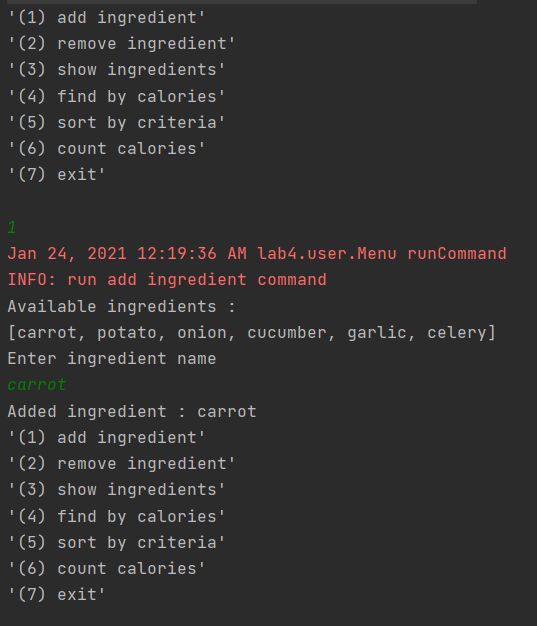 '(1) add ingredient'
'(2) remove ingredient'
'(3) show ingredients'
'(4) find by calories'
'(5) sort by criteria'
'(6) count calories'
'(7) exit'
1
Jan 24, 2021 12:19:36 AM lab4.user.Menu runCommand
INFO: run add ingredient command
Available ingredients :
[carrot, potato, onion, cucumber, garlic, celery]
Enter ingredient name
carrot
Added ingredient : carrot
'(1) add ingredient'
'(2) remove ingredient'
'(3) show ingredients'
'(4) find by calories'
'(5) sort by criteria'
'(6) count calories'
'(7) exit'